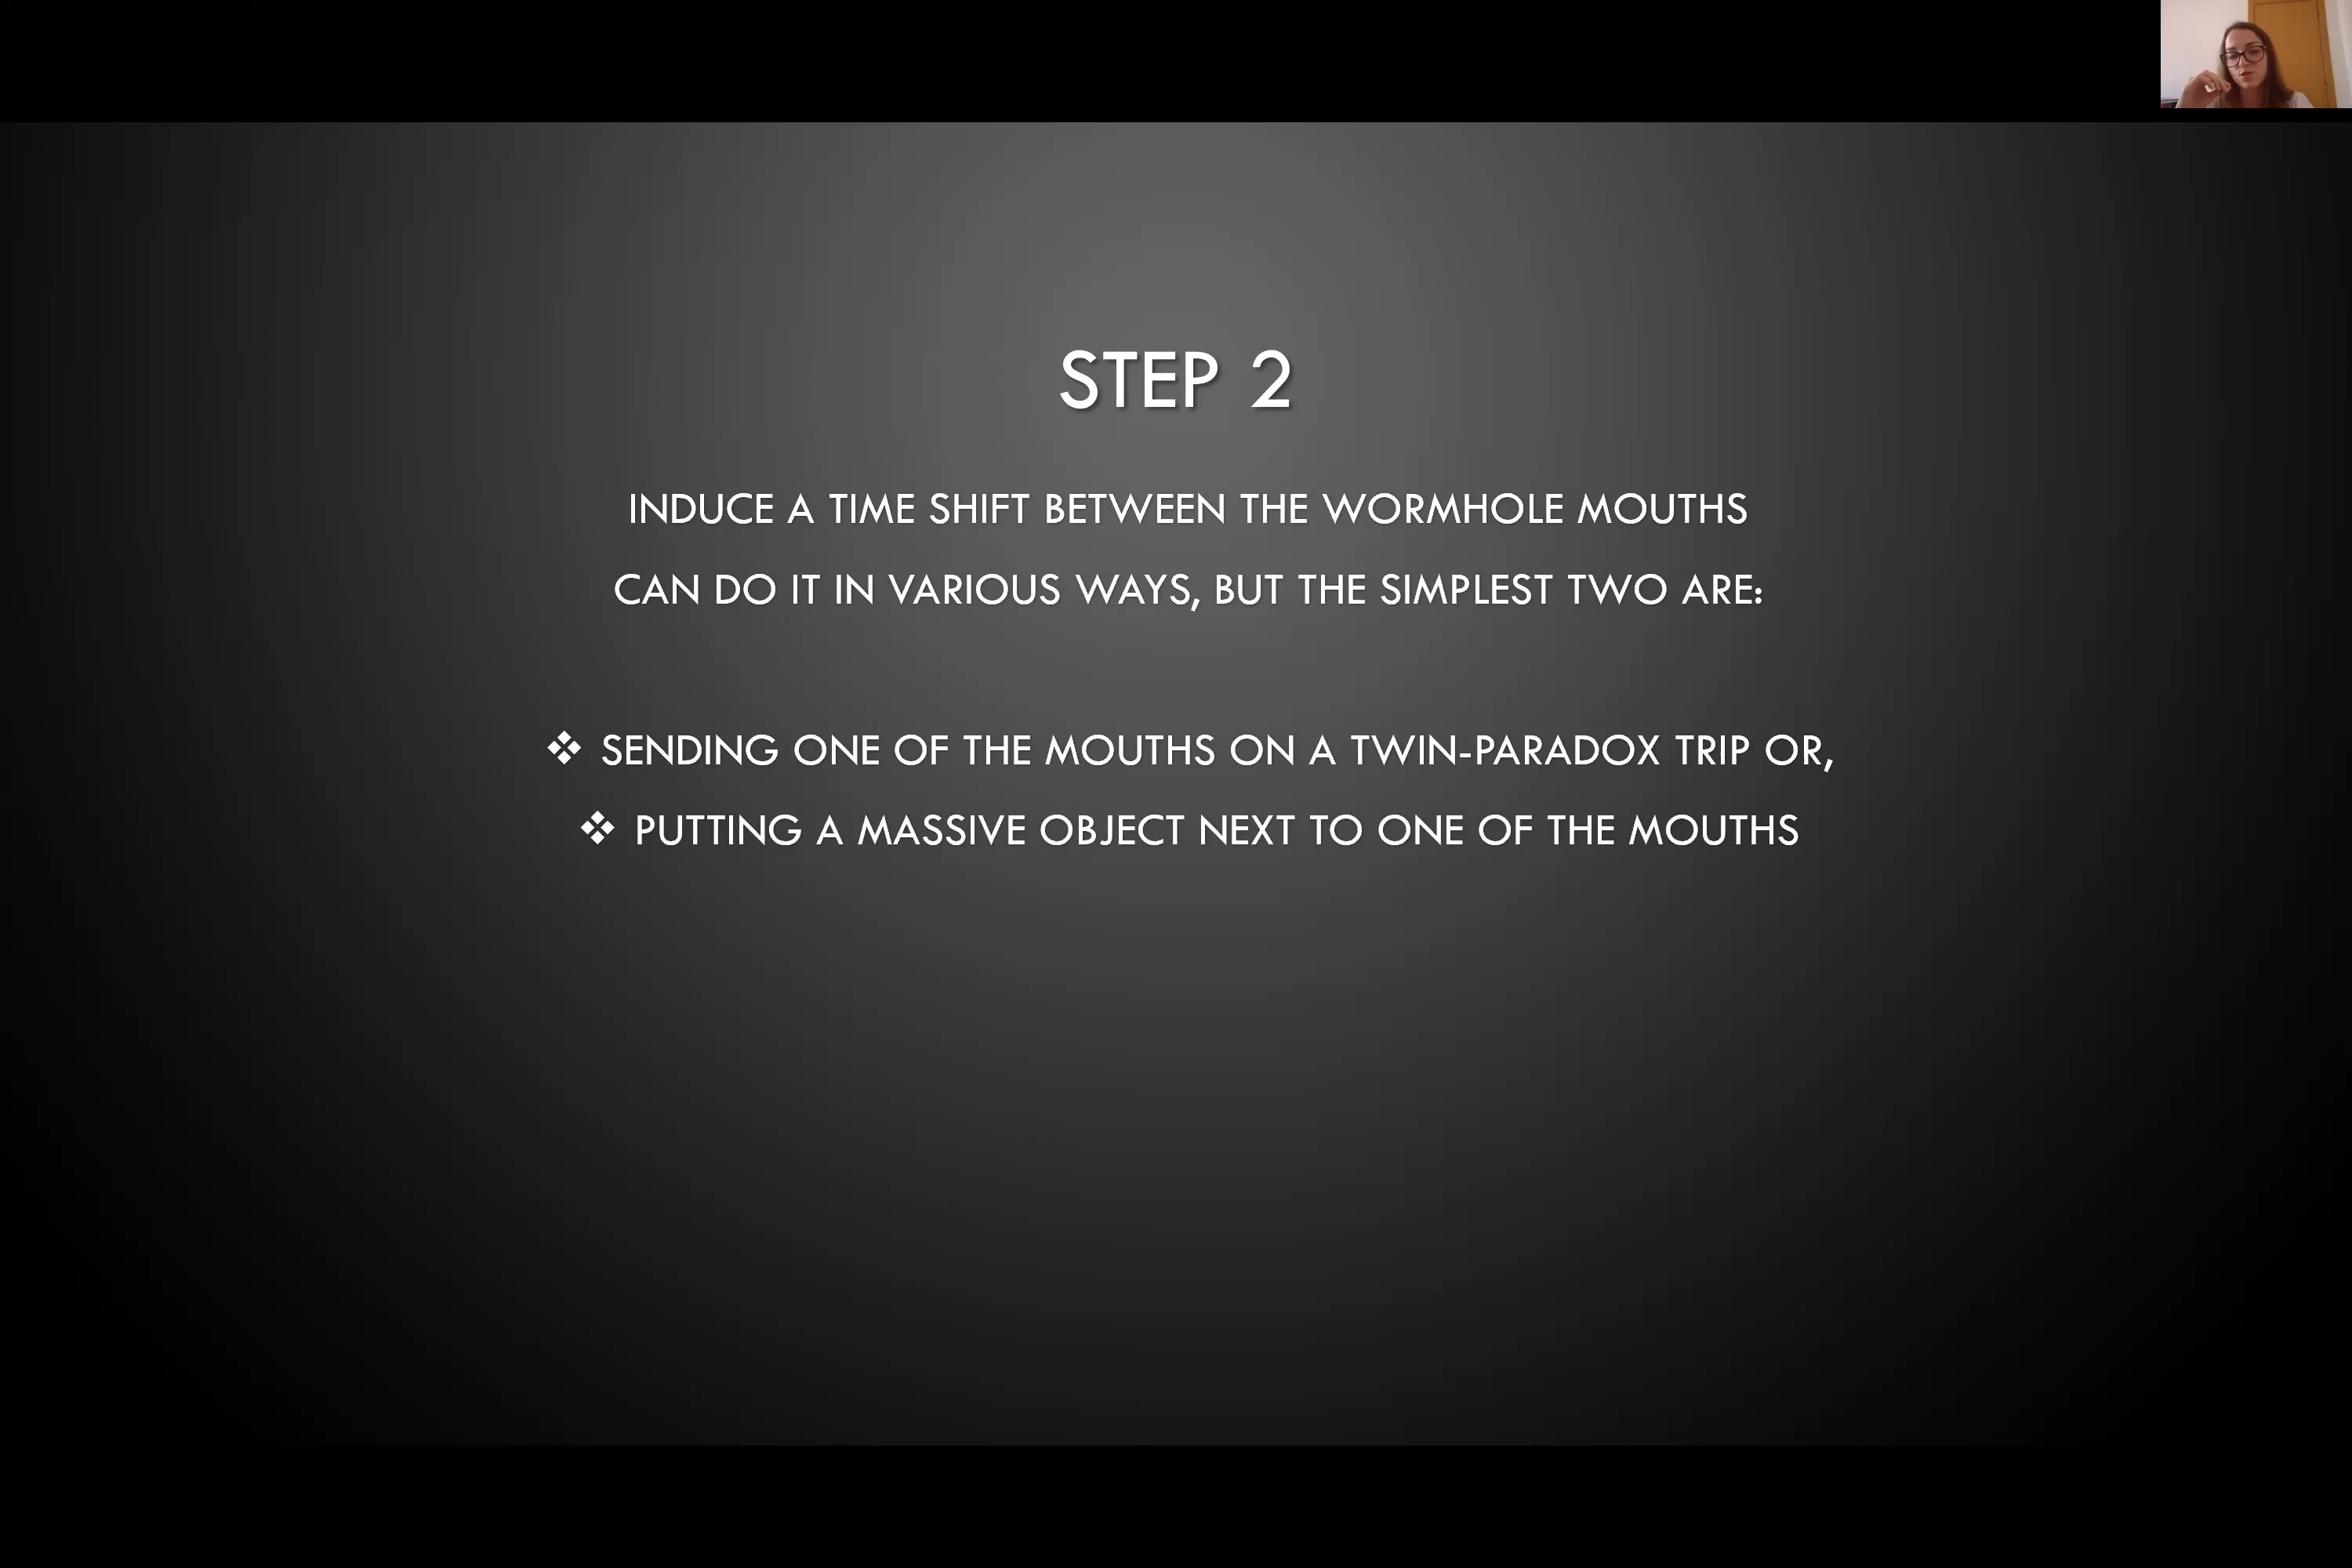 STEP 2
INDUCE A TIME SHIFT BETWEEN THE WORMHOLE MOUTHS
CAN DO IT IN VARIOUS WAYS, BUT THE SIMPLEST TWO ARE:
❖ SENDING ONE OF THE MOUTHS ON A TWIN-PARADOX TRIP OR,
❖ PUTTING A MASSIVE OBJECT NEXT TO ONE OF THE MOUTHS